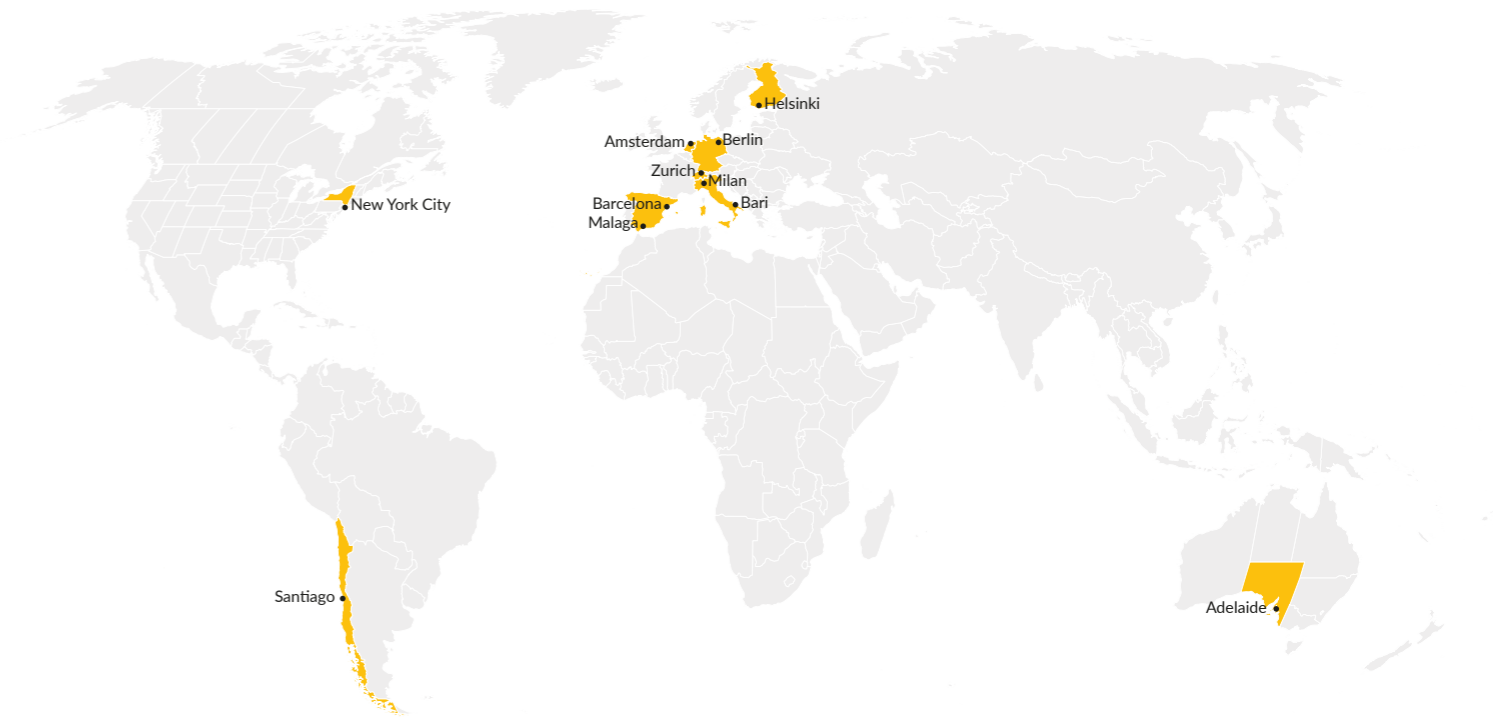 Helsinki
Amsterdam
Berlin
Zurich
Milan
Barcelona
Bari
New York City
Malaga
Santiago
Adelaide